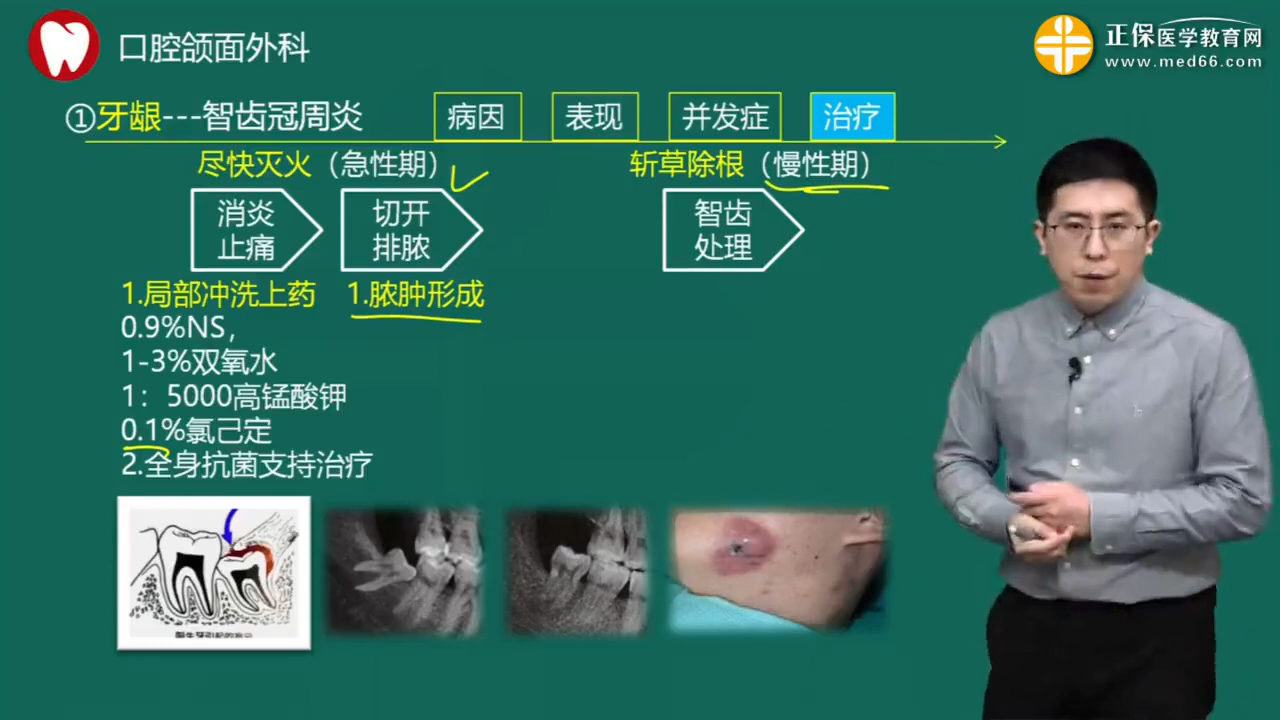 口腔颌面外科
正保医学教育网
www.med66.com
①牙龈---智齿冠周炎
病因
表现
并发症
治疗
尽快灭火（急性期）
斩草除根（慢性期）
消炎
止痛
切开
排脓
智齿
处理
1.局部冲洗上药
1.脓肿形成
0.9%NS，
1-3%双氧水
1：5000高锰酸钾
0.1%氯己定
2.全身抗菌支持治疗